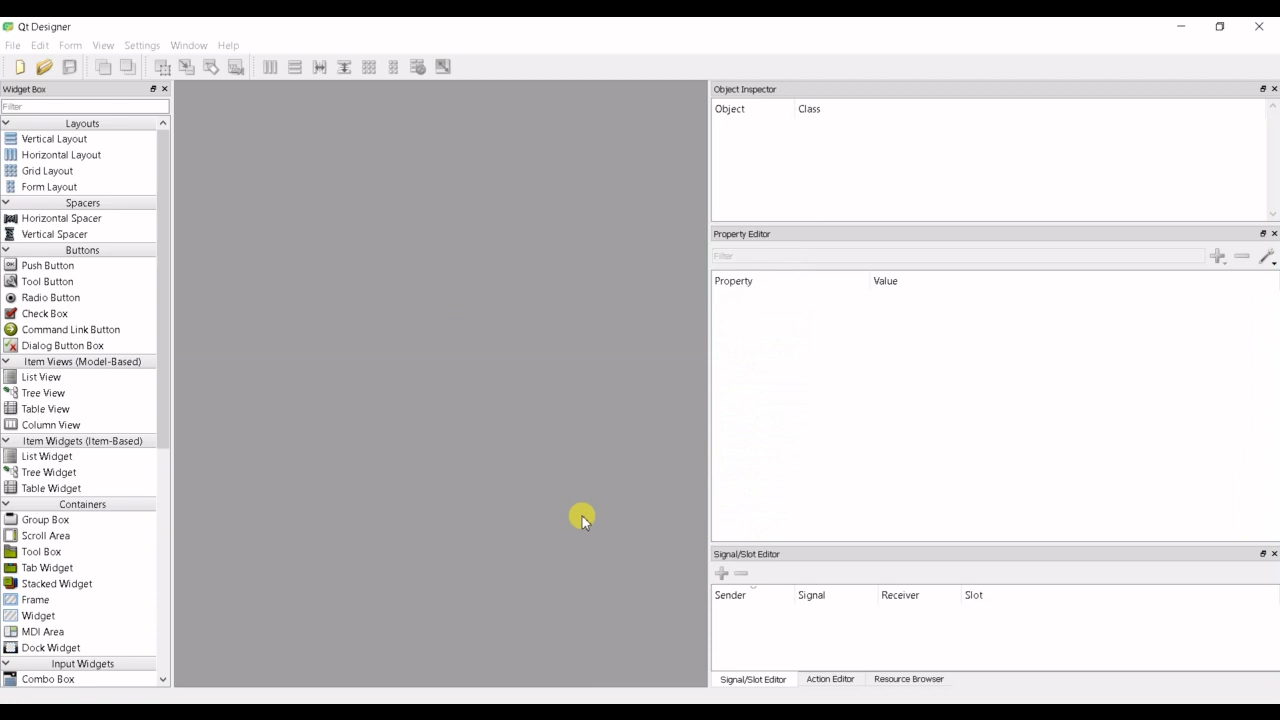 Qt Designer
File Edit Form View Settings Window Help
Widget Box
Filter
Layouts
Vertical Layout
Horizontal Layout
Grid Layout
Form Layout
Spacers
Horizontal Spacer
Vertical Spacer
Buttons
Push Button
Tool Button
Radio Button
Check Box
Command Link Button
Dialog Button Box
Item Views (Model-Based)
List View
Tree View
Table View
Column View
Item Widgets (Item-Based)
List Widget
Tree Widget
Table Widget
Containers
Group Box
Scroll Area
Tool Box
Tab Widget
Stacked Widget
Frame
Widget
MDI Area
Dock Widget
Input Widgets
Combo Box
Object Inspector
Object Class
Property Editor
Filter
Property Value
Signal/Slot Editor
Sender Signal Receiver Slot
Signal/Slot Editor Action Editor Resource Browser